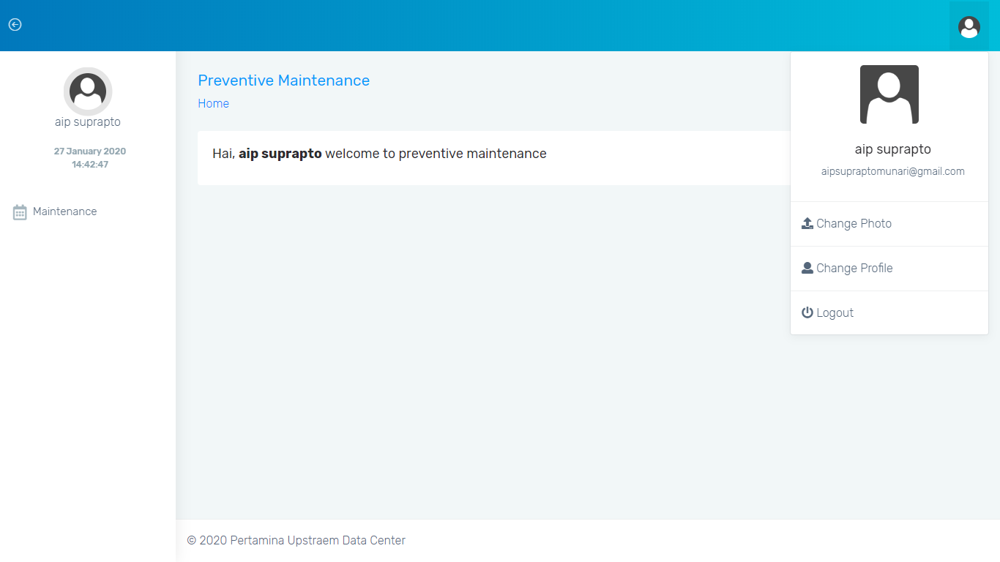 aip suprapto
27 January 2020
14:42:47
Maintenance
Preventive Maintenance
Home
Hai, aip suprapto welcome to preventive maintenance
aip suprapto
aipsupraptomunari@gmail.com
Change Photo
Change Profile
Logout
© 2020 Pertamina Upstraem Data Center